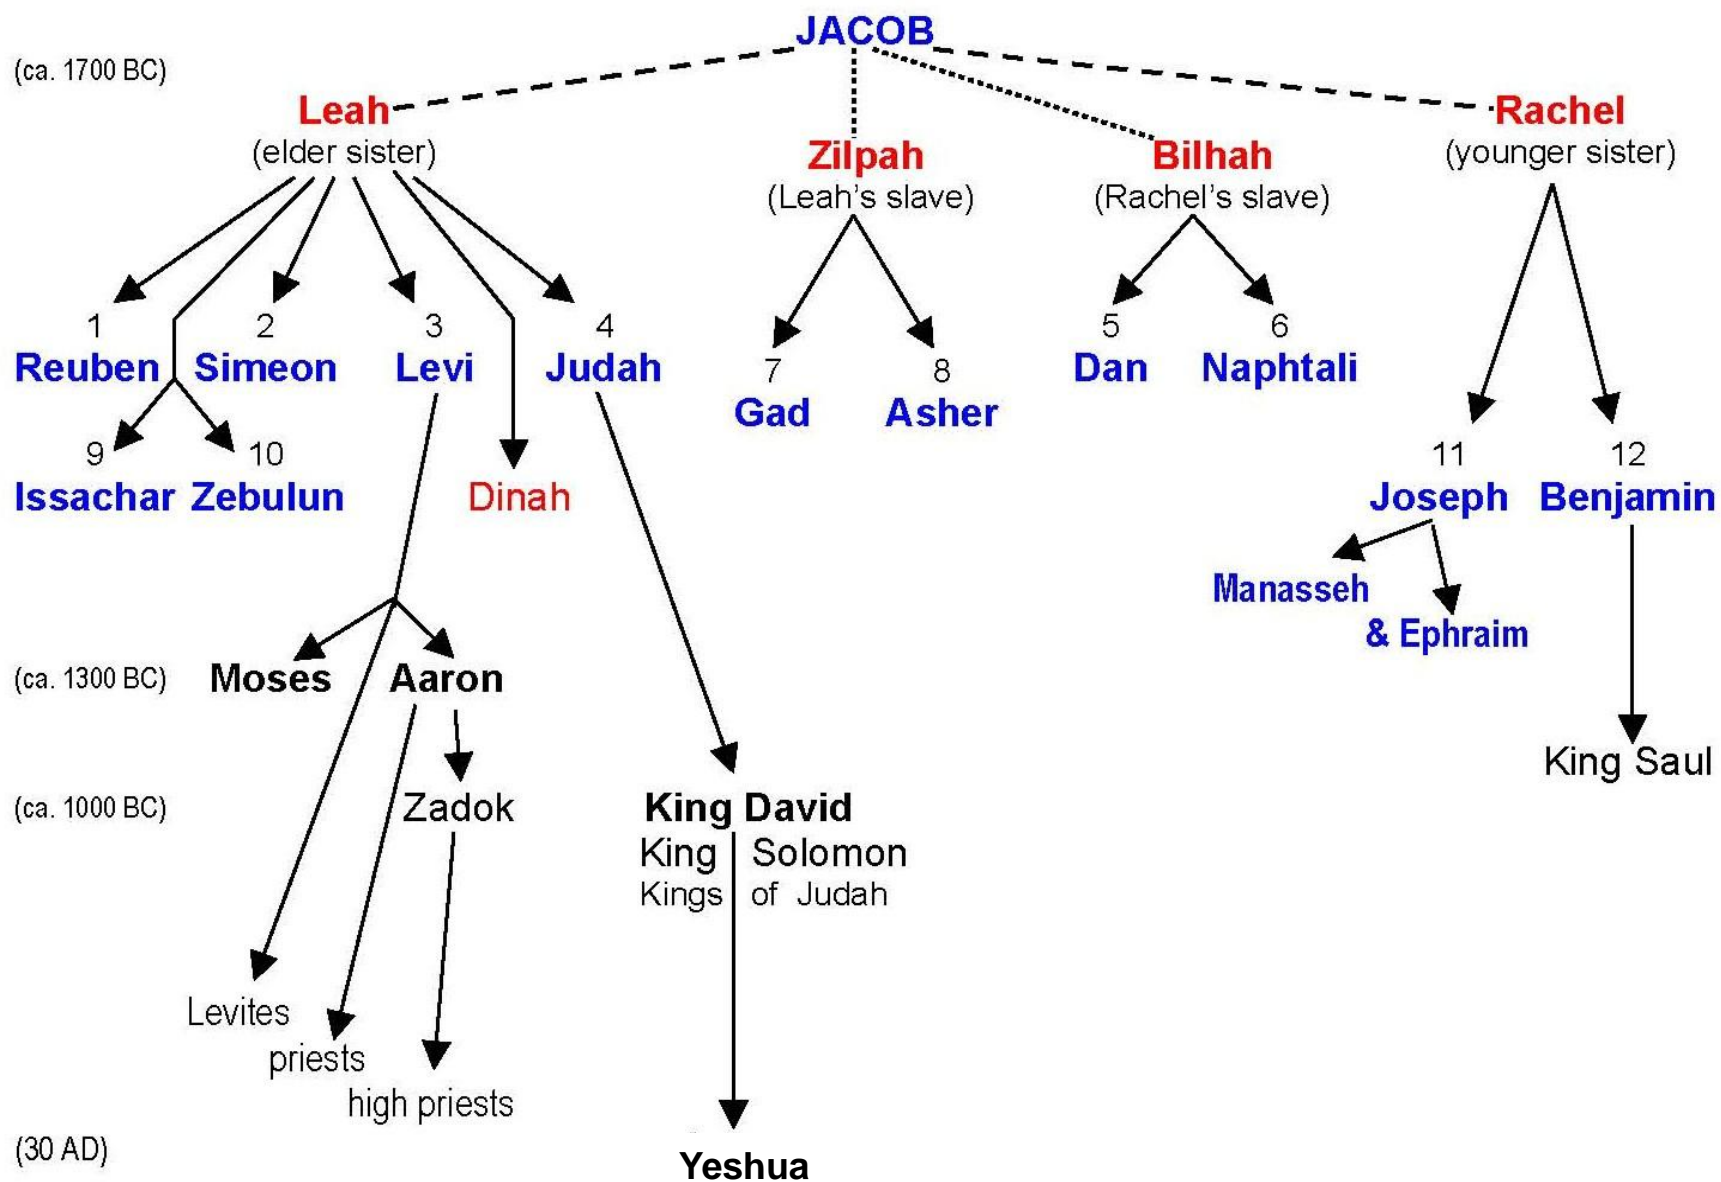 JACOB
(ca. 1700 BC)
Leah
(elder sister)
Zilpah
(Leah's slave)
Bilhah
(Rachel's slave)
Rachel
(younger sister)
1
Reuben
2
Simeon
3
Levi
4
Judah
7
Gad
8
Asher
5
Dan
6
Naphtali
9
Issachar
10
Zebulun
Dinah
11
Joseph
12
Benjamin
Manasseh
& Ephraim
(ca. 1300 BC)
Moses
Aaron
King Saul
(ca. 1000 BC)
Zadok
King David
King Solomon
Kings of Judah
Levites
priests
high priests
(30 AD)
Yeshua